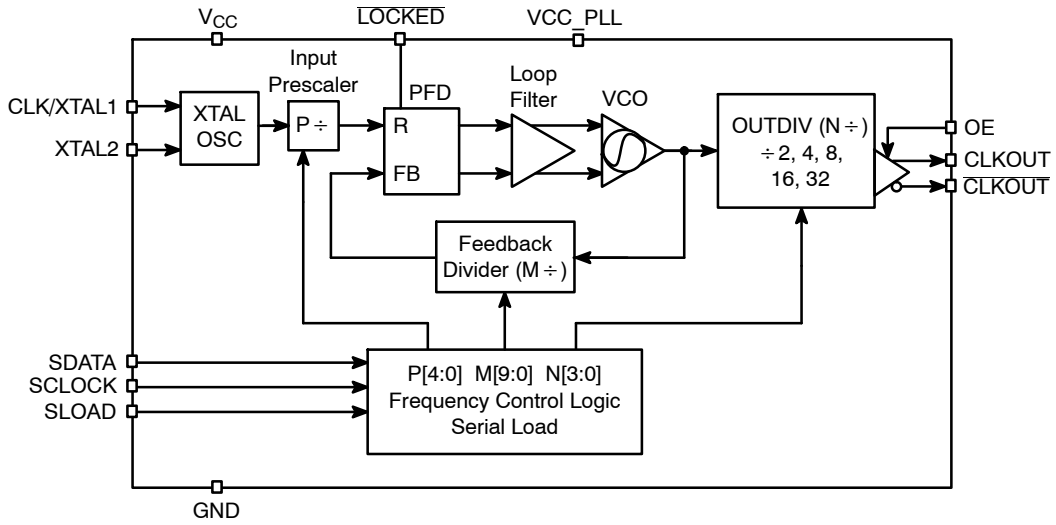 VCC
LOCKED
VCC_PLL
Input
Prescaler
PFD
Loop
Filter
VCO
CLK/XTAL1
XTAL2
XTAL
OSC
P ÷
R
FB
OUTDIV (N ÷)
÷ 2, 4, 8,
16, 32
OE
CLKOUT
CLKOUT
Feedback
Divider (M ÷)
SDATA
SCLOCK
SLOAD
P[4:0] M[9:0] N[3:0]
Frequency Control Logic
Serial Load
GND